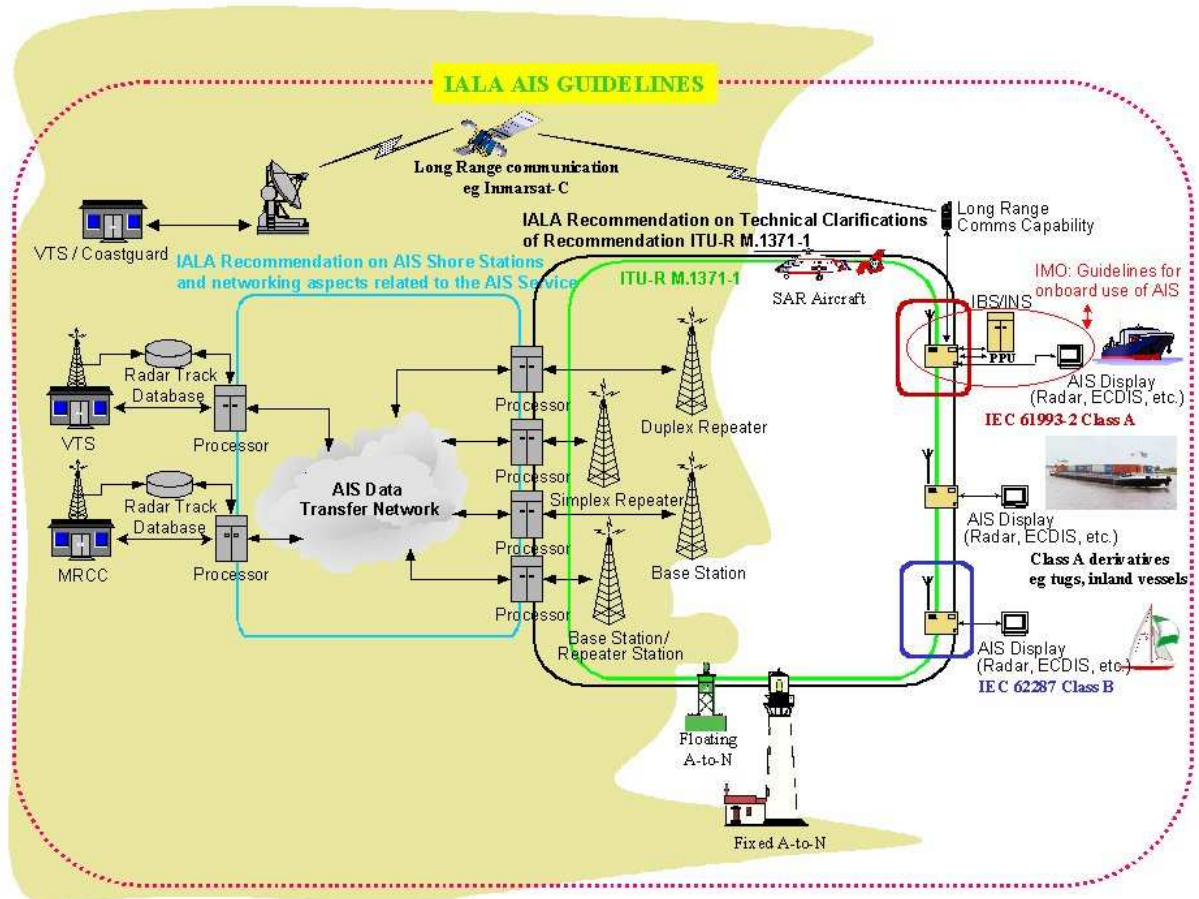 IALA AIS GUIDELINES
Long Range communication
eg Inmarsat-C
VTS / Coastguard
IALA Recommendation on Technical Clarifications
of Recommendation ITU-R M.1371-1
Long Range
Comms Capability
IALA Recommendation on AIS Shore Stations
and networking aspects related to the AIS Service
ITU-R M.1371-1
SAR Aircraft
IMO: Guidelines for
onboard use of AIS
IBS/INS
PPU
AIS Display
(Radar, ECDIS, etc.)
IEC 61993-2 Class A
Radar Track
Database
VTS
Processor
Processor
Duplex Repeater
Processor
Simplex Repeater
AIS Data
Transfer Network
Radar Track
Database
MRCC
Processor
Processor
Base Station
Processor
Base Station/
Repeater Station
AIS Display
(Radar, ECDIS, etc.)
Class A derivatives
eg tugs, inland vessels
AIS Display
(Radar, ECDIS, etc.)
IEC 62287 Class B
Floating
A-to-N
Fixed A-to-N